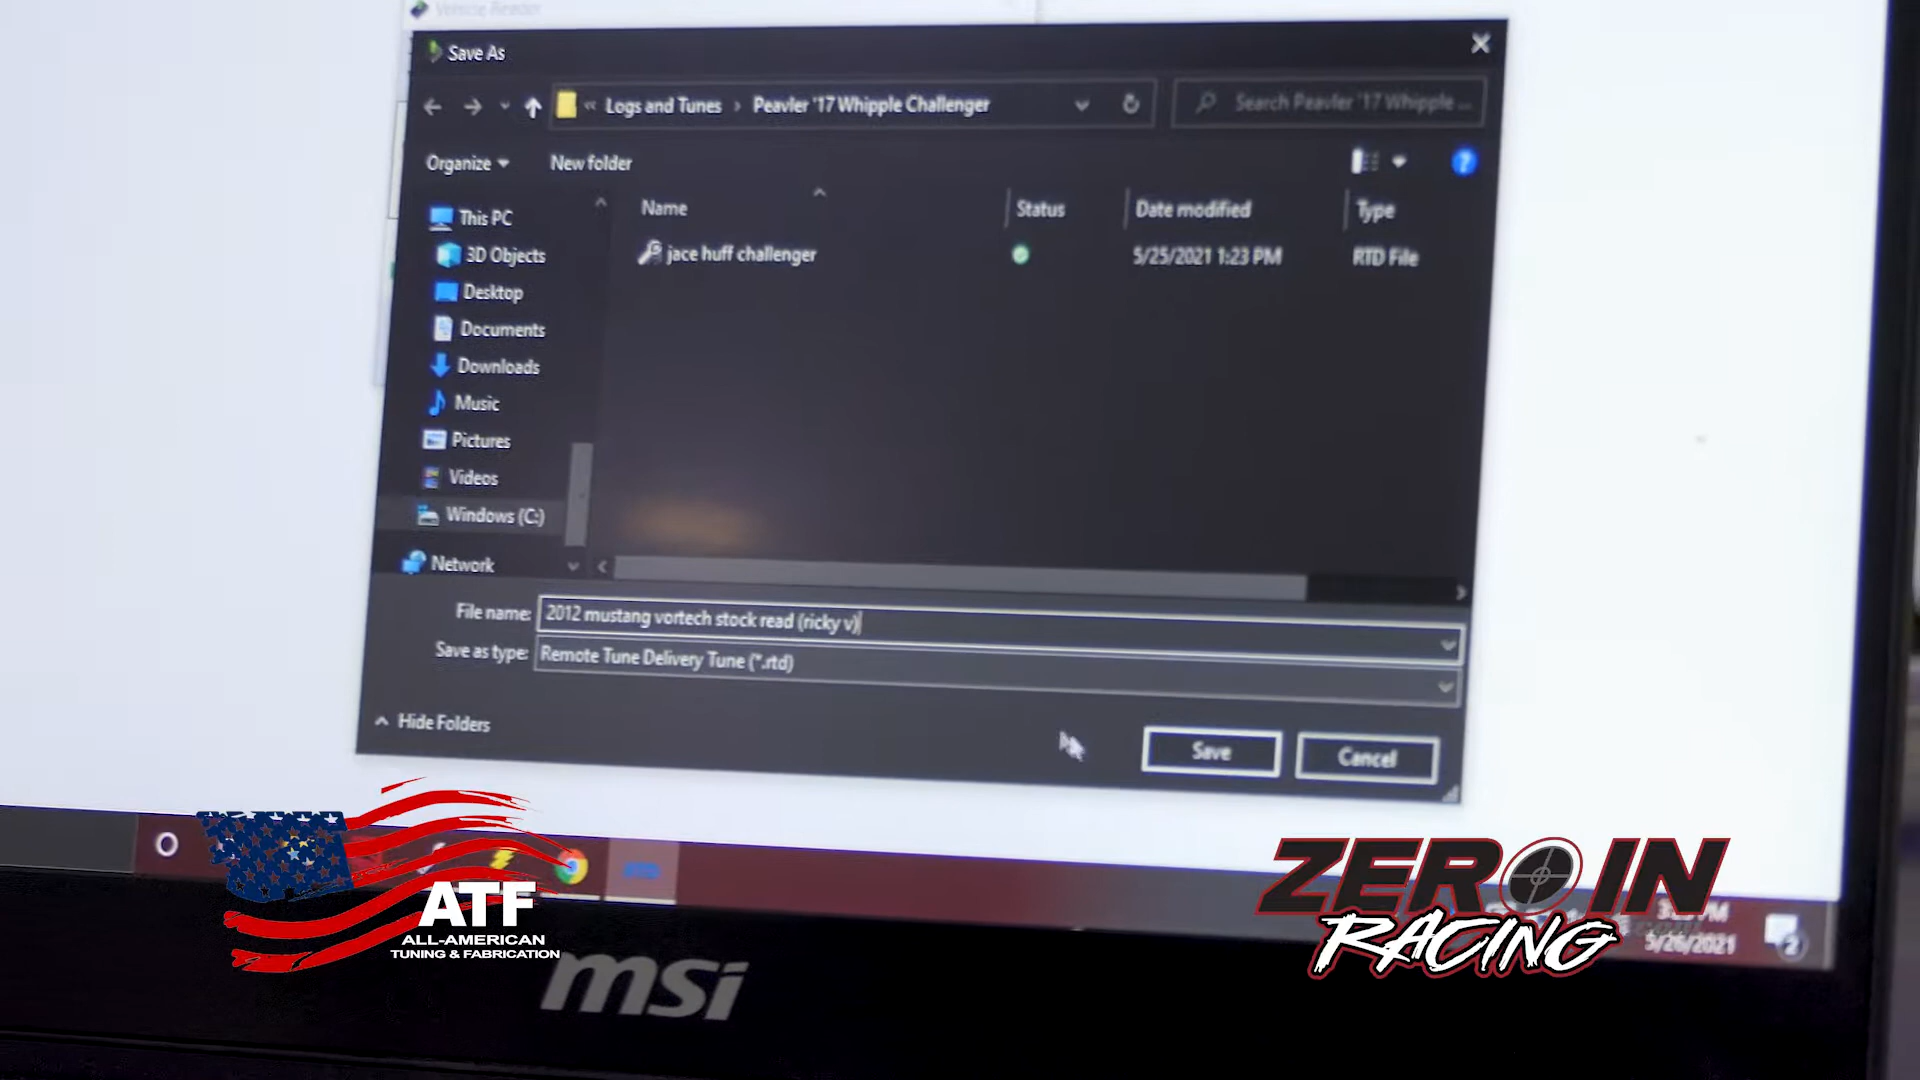 Vehicle Reader
Save As
« Logs and Tunes › Peavler '17 Whipple Challenger
Search Peavler '17 Whipple ...
Organize
New folder
This PC
3D Objects
Desktop
Documents
Downloads
Music
Pictures
Videos
Windows (C:)
Network
Name Status Date modified Type
jace huff challenger 5/25/2021 1:23 PM RTD File
File name: 2012 mustang vortech stock read (ricky v)
Save as type: Remote Tune Delivery Tune (*.rtd)
Hide Folders
Save
Cancel
ATF
ALL-AMERICAN
TUNING & FABRICATION
ZERO IN
RACING
PM
5/26/2021
2
msi